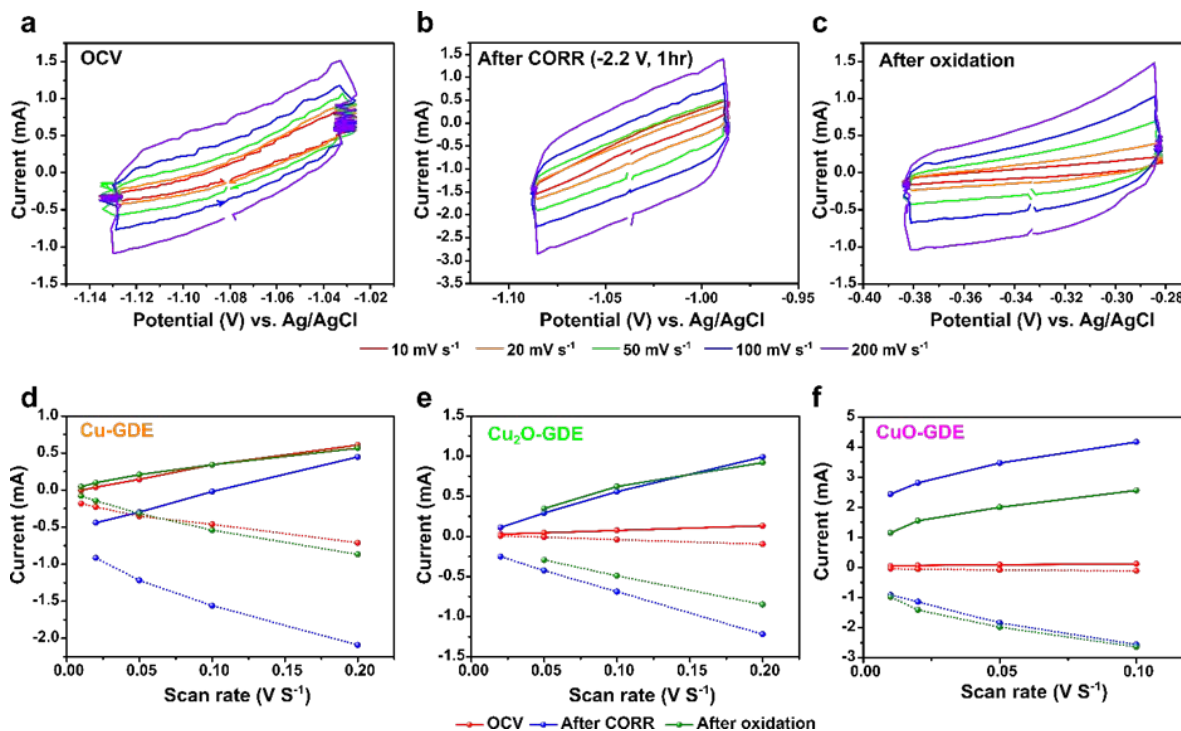 a
OCV
Current (mA)
1.5
1.0
0.5
0.0
-0.5
-1.0
-1.5
-1.14 -1.12 -1.10 -1.08 -1.06 -1.04 -1.02
Potential (V) vs. Ag/AgCl
b
After CORR (-2.2 V, 1hr)
Current (mA)
1.5
1.0
0.5
0.0
-0.5
-1.0
-1.5
-2.0
-2.5
-3.0
-3.5
-1.10 -1.05 -1.00 -0.95
Potential (V) vs. Ag/AgCl
c
After oxidation
Current (mA)
1.5
1.0
0.5
0.0
-0.5
-1.0
-1.5
-0.40 -0.38 -0.36 -0.34 -0.32 -0.30 -0.28
Potential (V) vs. Ag/AgCl
10 mV s⁻¹ 20 mV s⁻¹ 50 mV s⁻¹ 100 mV s⁻¹ 200 mV s⁻¹
d
Cu-GDE
Current (mA)
1.0
0.5
0.0
-0.5
-1.0
-1.5
-2.0
0.00 0.05 0.10 0.15 0.20
Scan rate (V S⁻¹)
e
Cu₂O-GDE
Current (mA)
1.5
1.0
0.5
0.0
-0.5
-1.0
-1.5
0.05 0.10 0.15 0.20
Scan rate (V S⁻¹)
f
CuO-GDE
Current (mA)
5
4
3
2
1
0
-1
-2
-3
0.00 0.05 0.10
Scan rate (V S⁻¹)
OCV After CORR After oxidation